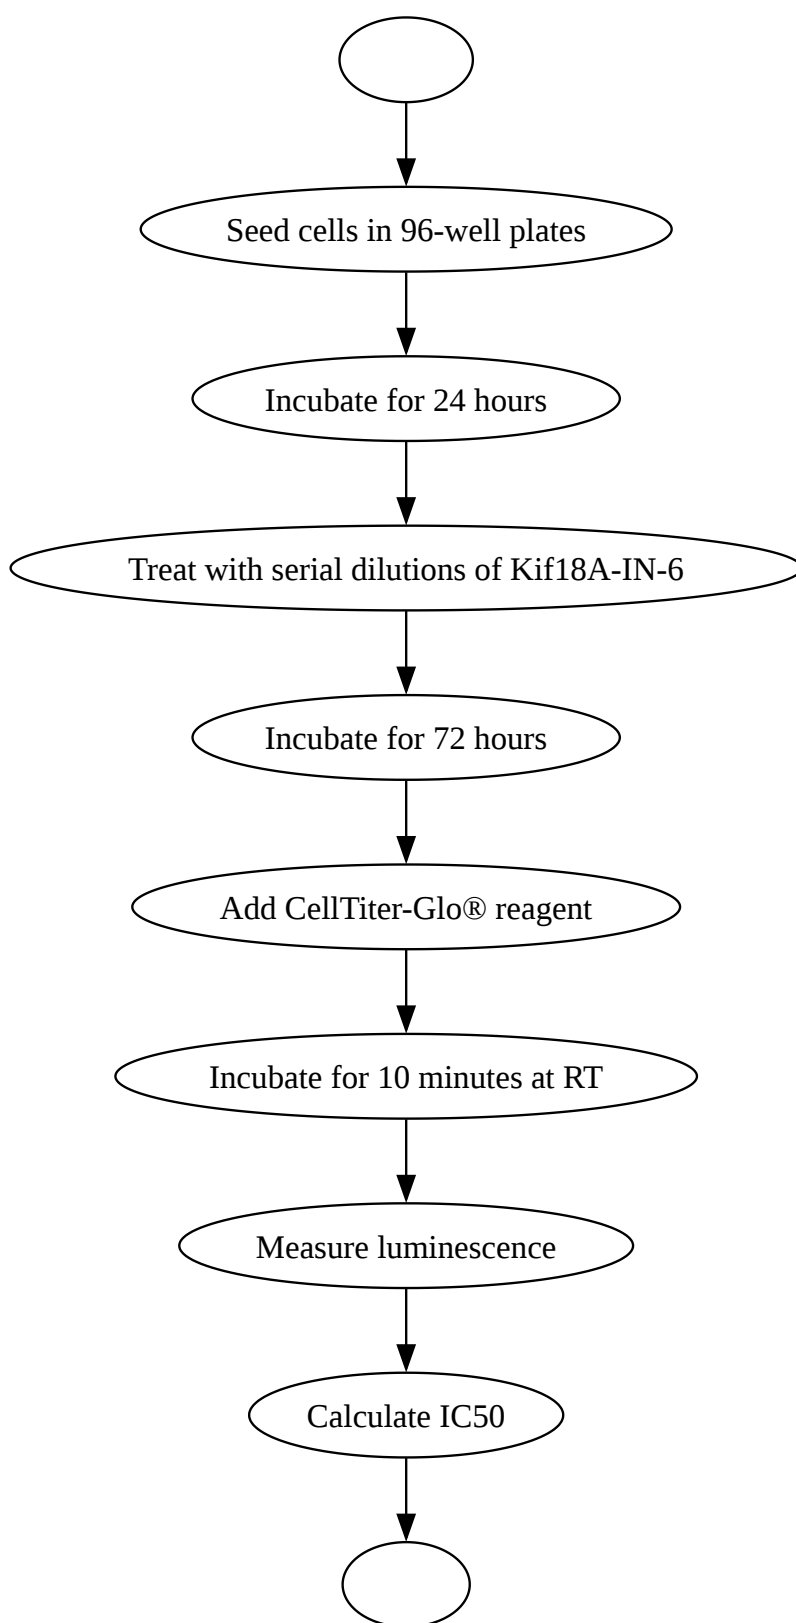 Seed cells in 96-well plates
Incubate for 24 hours
Treat with serial dilutions of Kif18A-IN-6
Incubate for 72 hours
Add CellTiter-Glo® reagent
Incubate for 10 minutes at RT
Measure luminescence
Calculate IC50